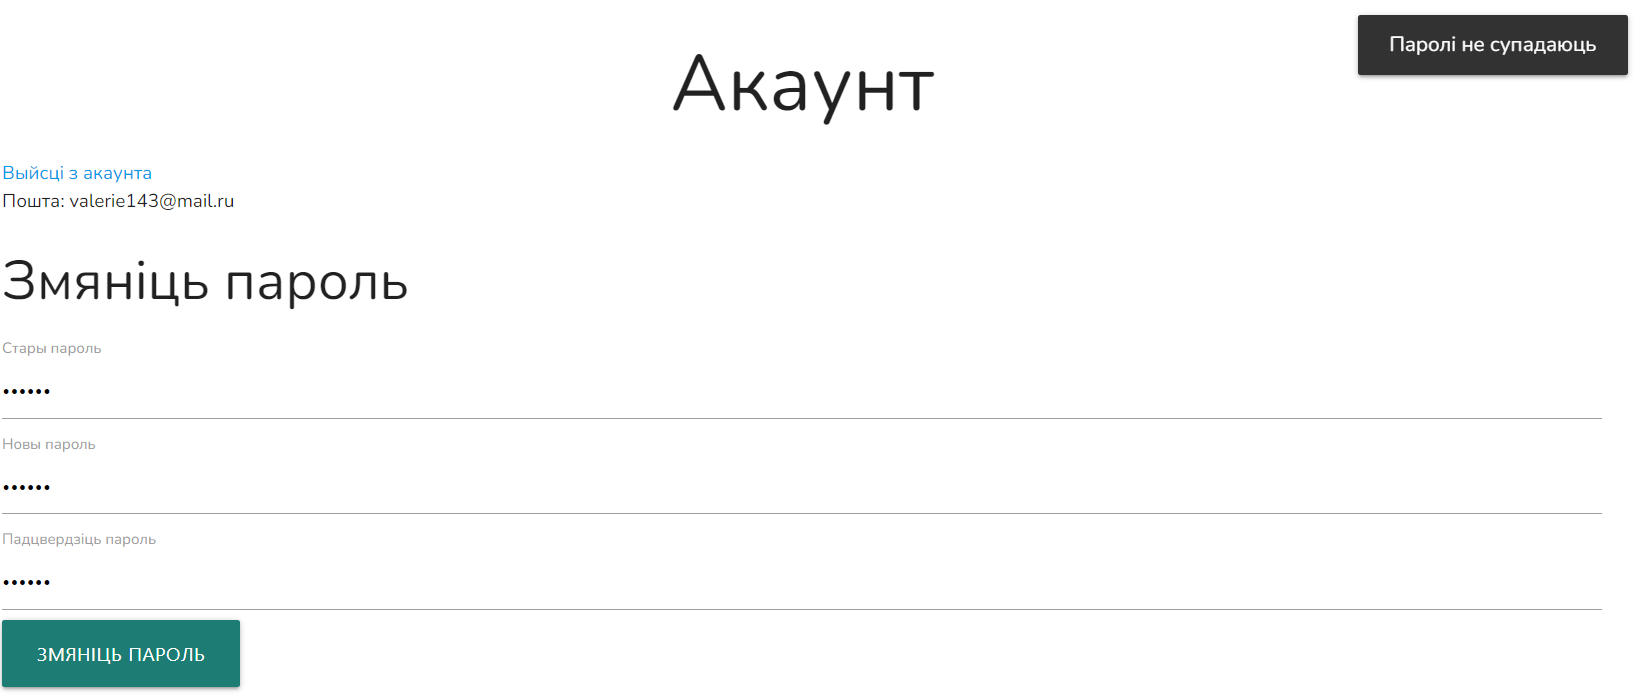 Паролі не супадаюць
Акаунт
Выйсці з акаунта
Пошта: valerie143@mail.ru
Змяніць пароль
Стары пароль
••••••
Новы пароль
••••••
Падцвердзіць пароль
••••••
ЗМЯНІЦЬ ПАРОЛЬ